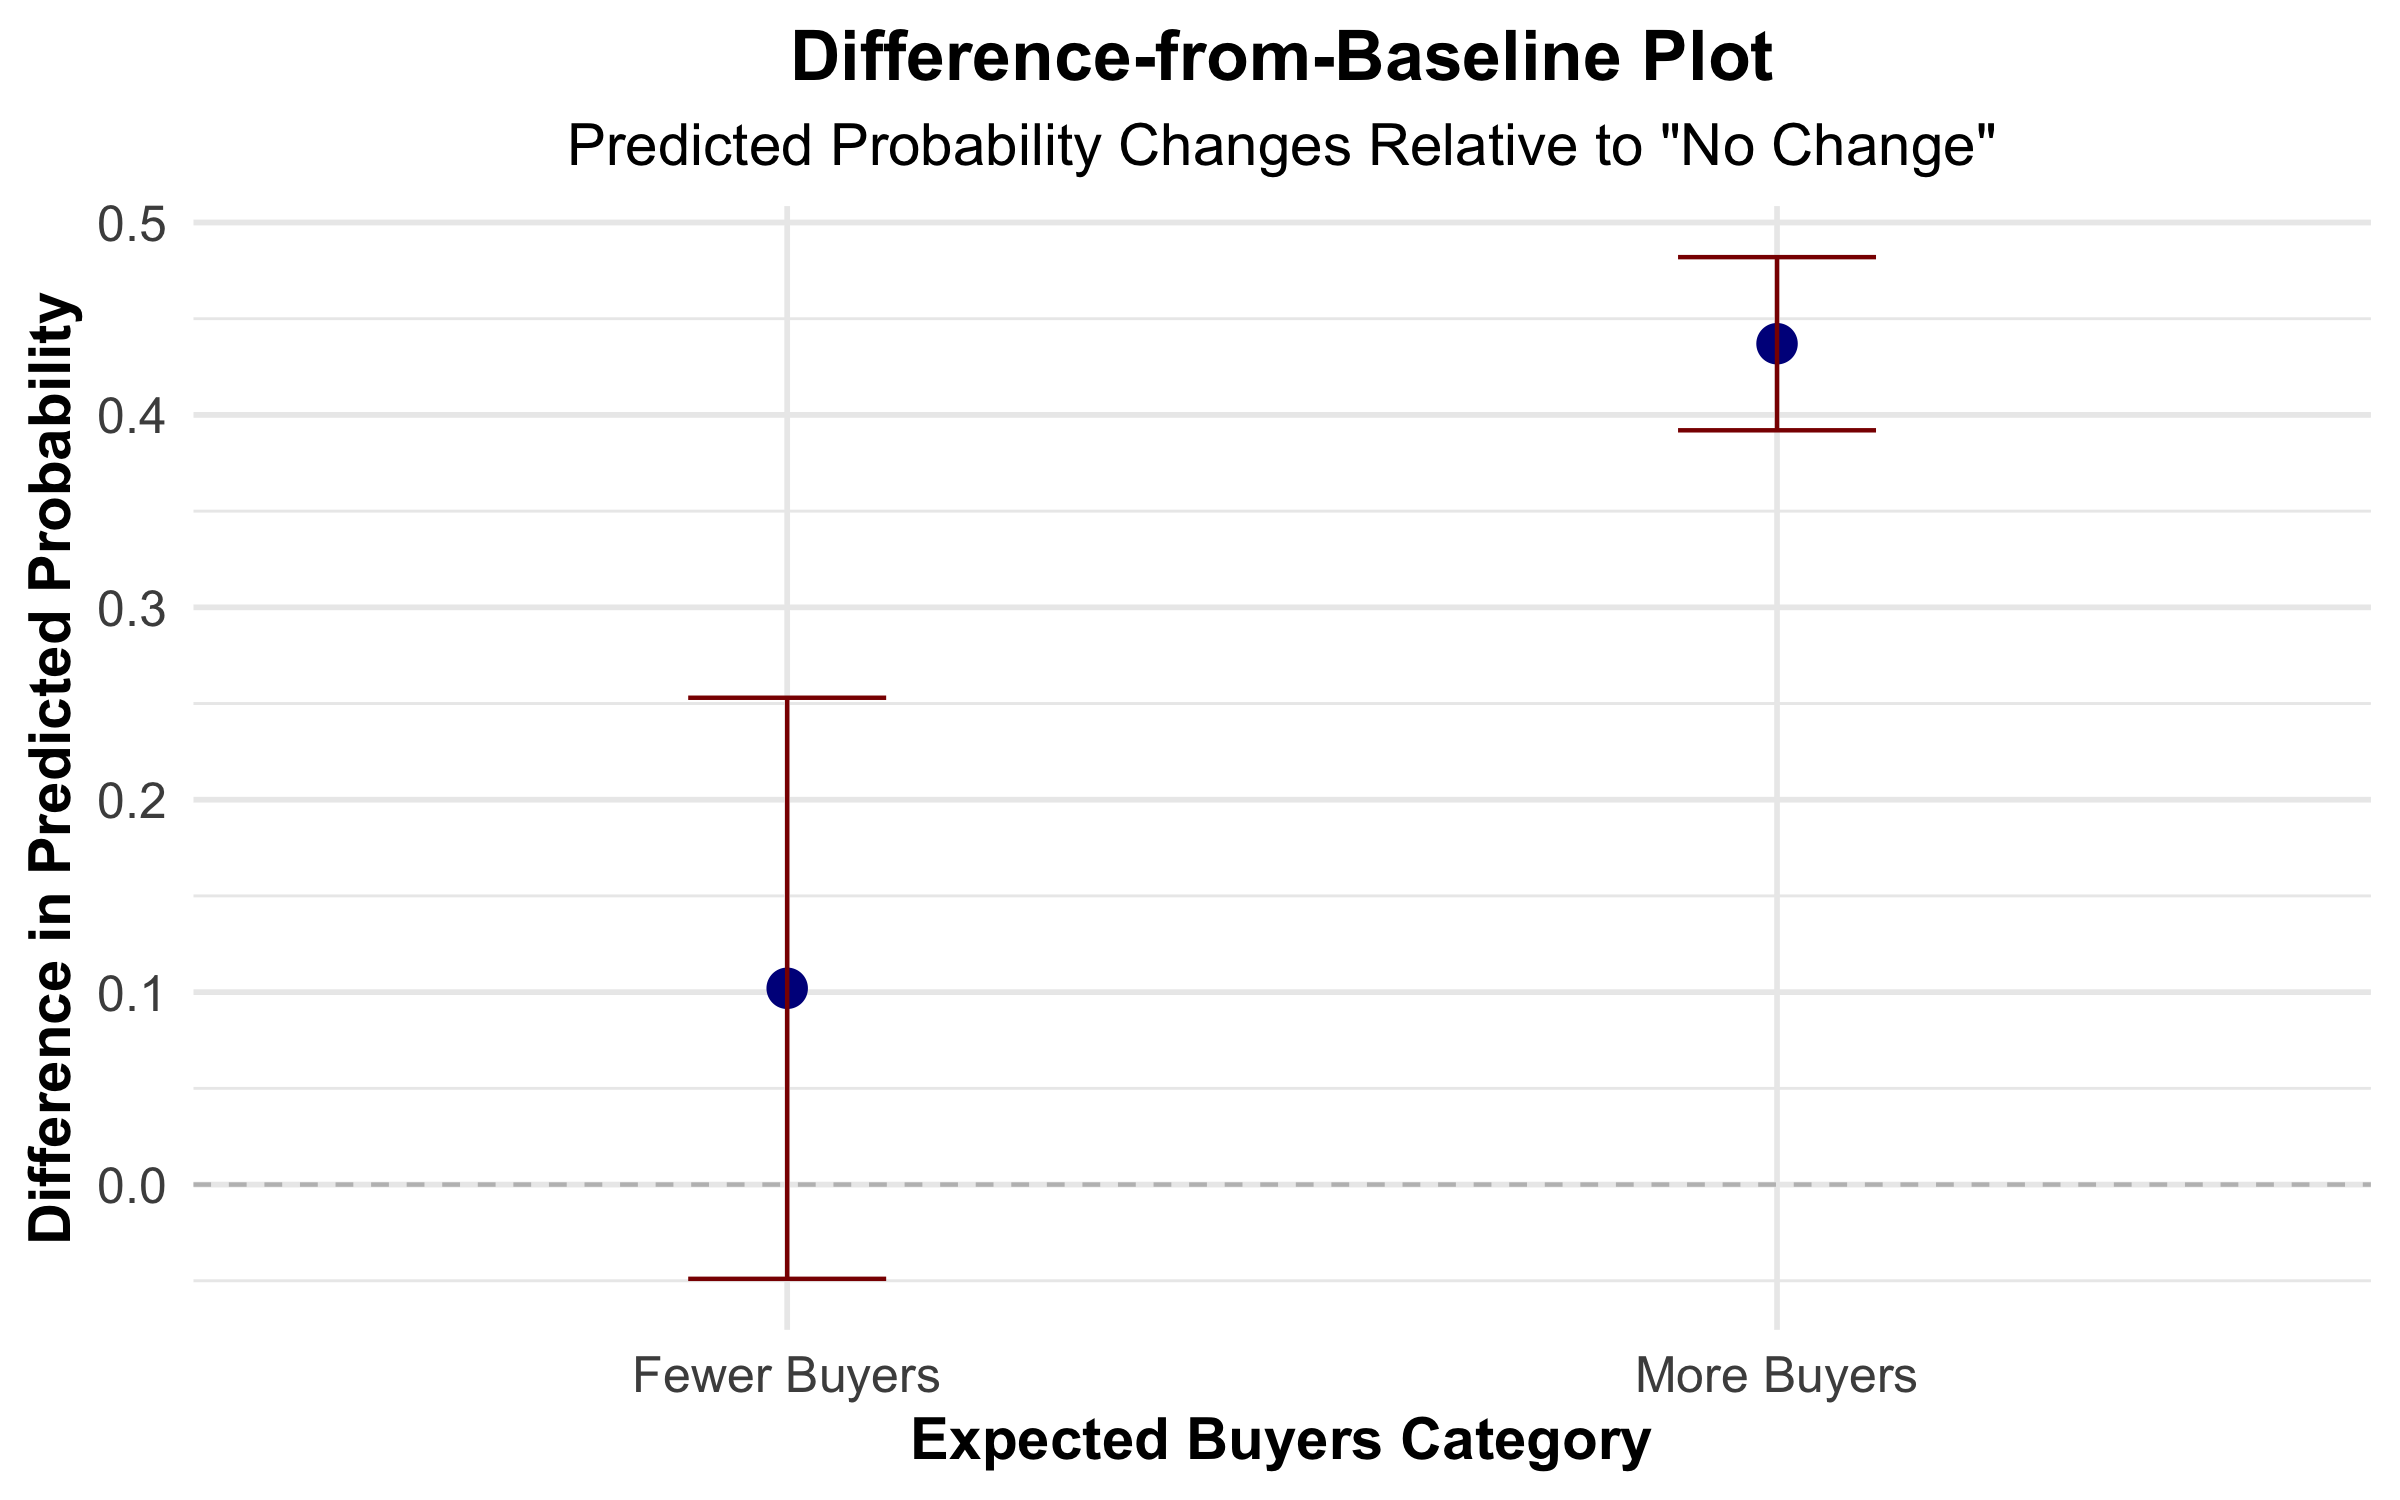 Difference-from-Baseline Plot
Predicted Probability Changes Relative to "No Change"
Difference in Predicted Probability
0.5
0.4
0.3
0.2
0.1
0.0
Fewer Buyers
More Buyers
Expected Buyers Category